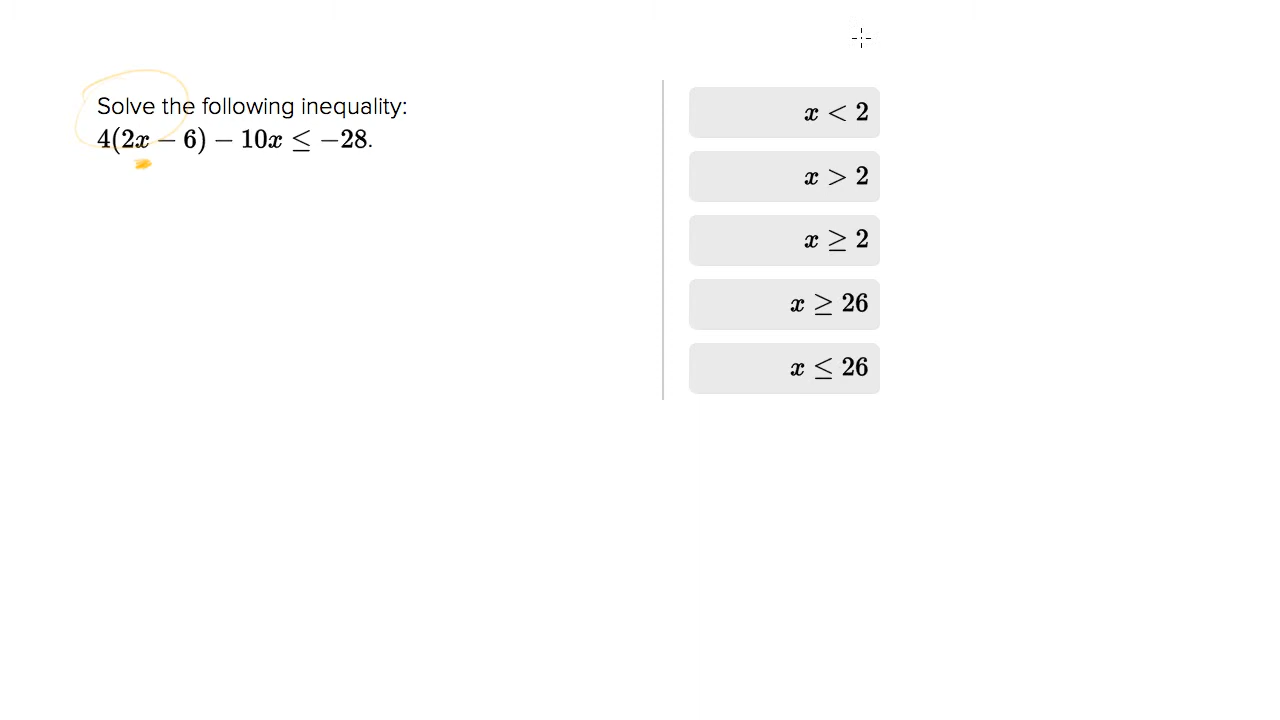 Solve the following inequality:
4(2x − 6) − 10x ≤ −28.
x < 2
x > 2
x ≥ 2
x ≥ 26
x ≤ 26